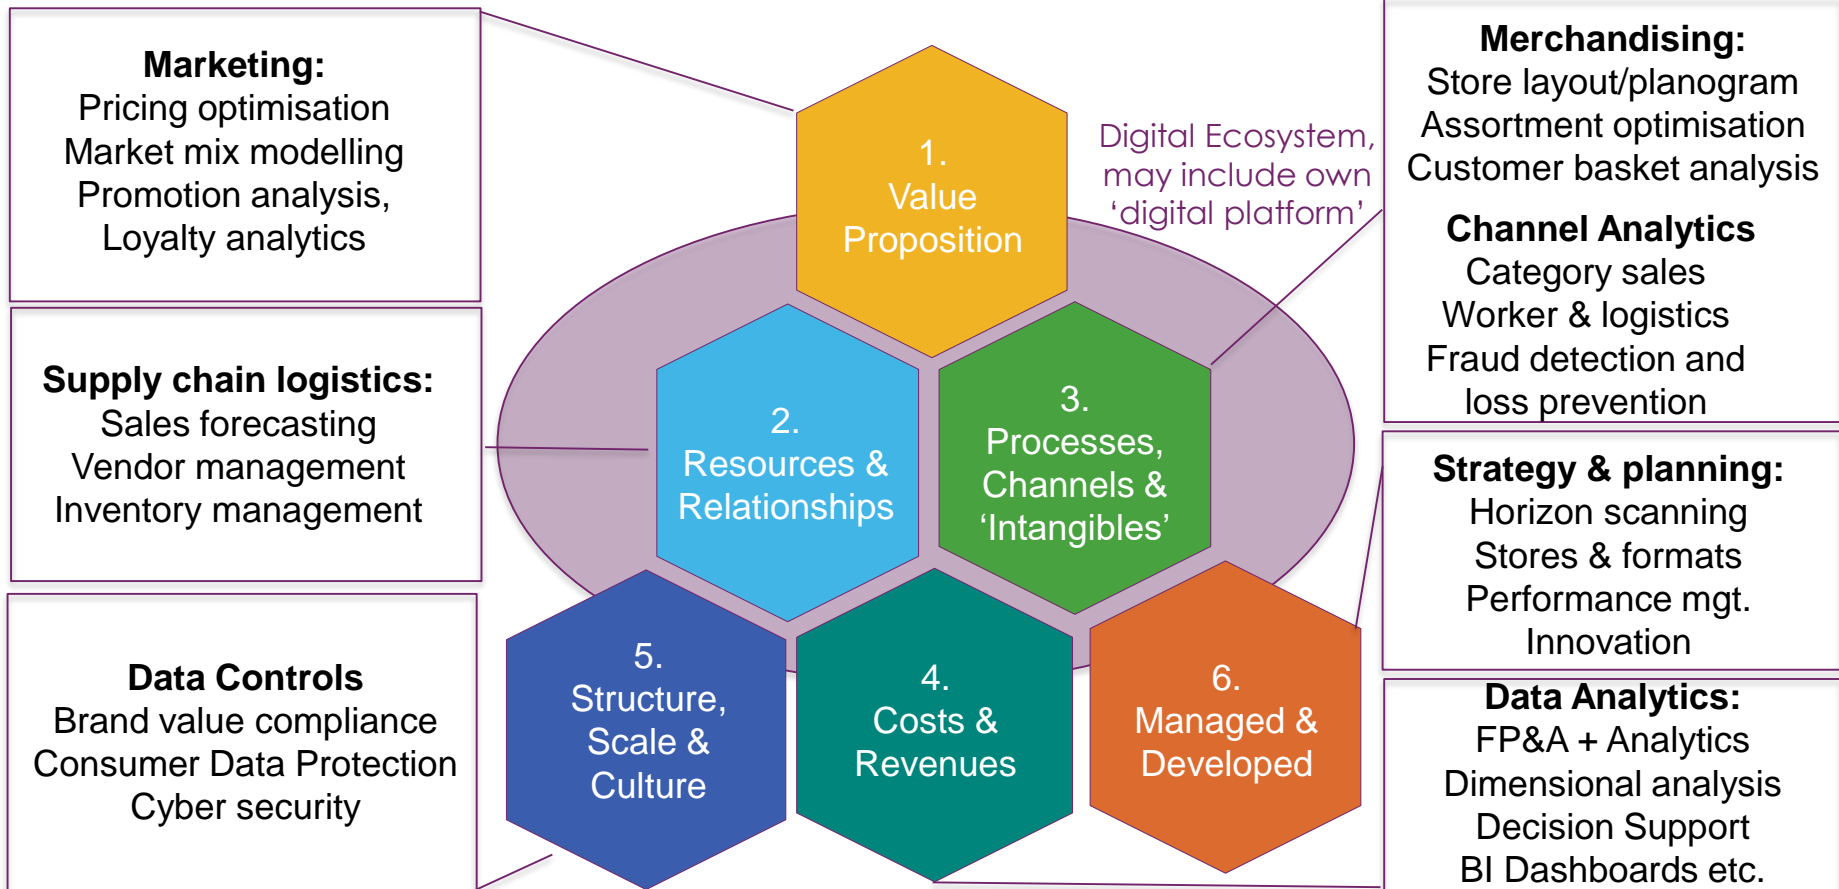 Marketing:
Pricing optimisation
Market mix modelling
Promotion analysis,
Loyalty analytics
Supply chain logistics:
Sales forecasting
Vendor management
Inventory management
Data Controls
Brand value compliance
Consumer Data Protection
Cyber security
1.
Value
Proposition
Digital Ecosystem,
may include own
‘digital platform’
2.
Resources &
Relationships
3.
Processes,
Channels &
‘Intangibles’
5.
Structure,
Scale &
Culture
4.
Costs &
Revenues
6.
Managed &
Developed
Merchandising:
Store layout/planogram
Assortment optimisation
Customer basket analysis
Channel Analytics
Category sales
Worker & logistics
Fraud detection and
loss prevention
Strategy & planning:
Horizon scanning
Stores & formats
Performance mgt.
Innovation
Data Analytics:
FP&A + Analytics
Dimensional analysis
Decision Support
BI Dashboards etc.